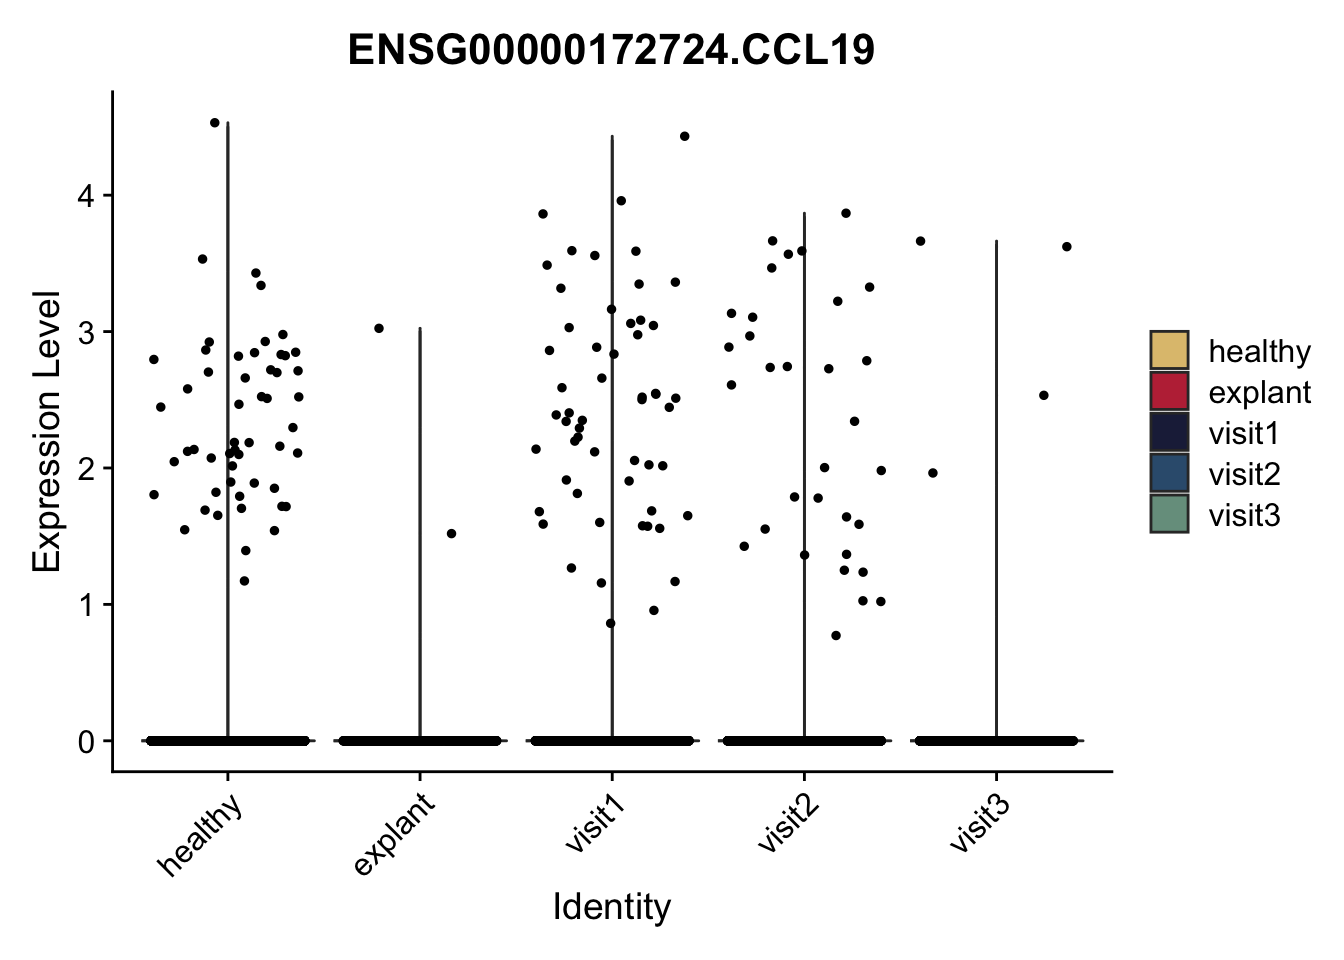 ENSG00000172724.CCL19
Expression Level
4
3
2
1
0
healthy
explant
visit1
visit2
visit3
Identity
healthy
explant
visit1
visit2
visit3